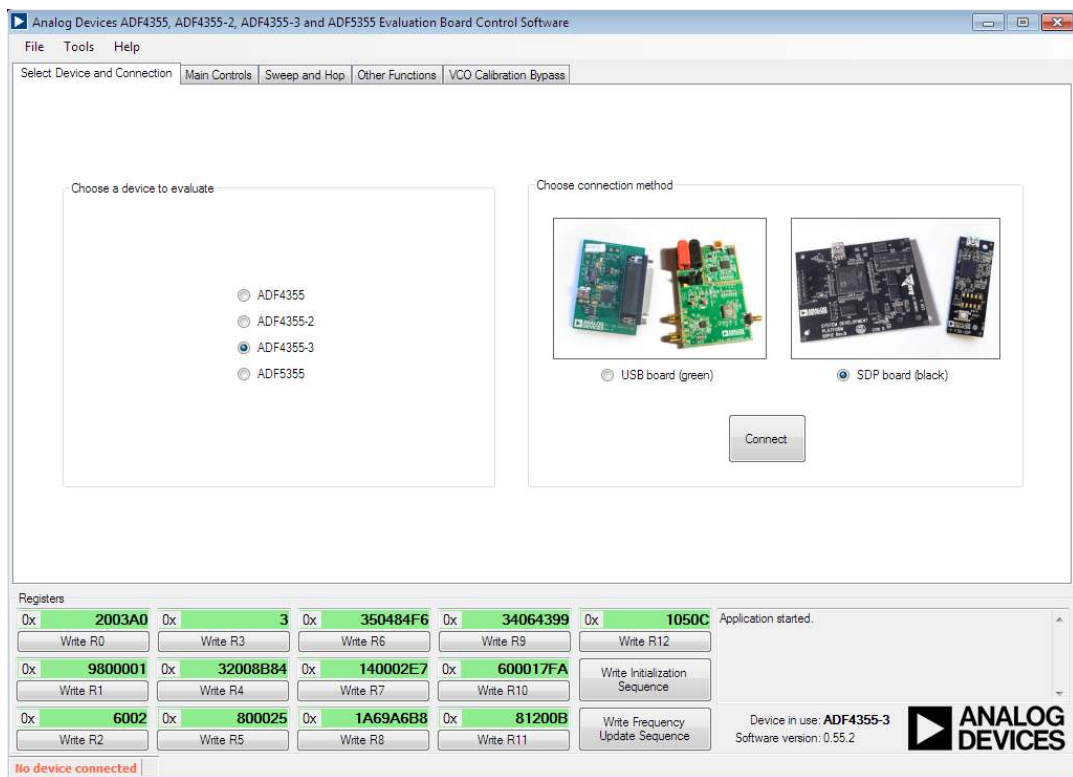 Analog Devices ADF4355, ADF4355-2, ADF4355-3 and ADF5355 Evaluation Board Control Software
File Tools Help
Select Device and Connection Main Controls Sweep and Hop Other Functions VCO Calibration Bypass
Choose a device to evaluate
ADF4355
ADF4355-2
ADF4355-3
ADF5355
Choose connection method
ANALOG DEVICES
SYSTEM DEVELOPMENT
PLATFORM
USB board (green) SDP board (black)
Connect
Registers
0x 2003A0 0x 3 0x 350484F6 0x 34064399 0x 1050C
Write R0 Write R3 Write R6 Write R9 Write R12
0x 9800001 0x 32008B84 0x 140002E7 0x 600017FA
Write R1 Write R4 Write R7 Write R10
Write Initialization
Sequence
0x 6002 0x 800025 0x 1A69A6B8 0x 81200B
Write R2 Write R5 Write R8 Write R11
Write Frequency
Update Sequence
Application started.
Device in use: ADF4355-3
Software version: 0.55.2
ANALOG
DEVICES
No device connected